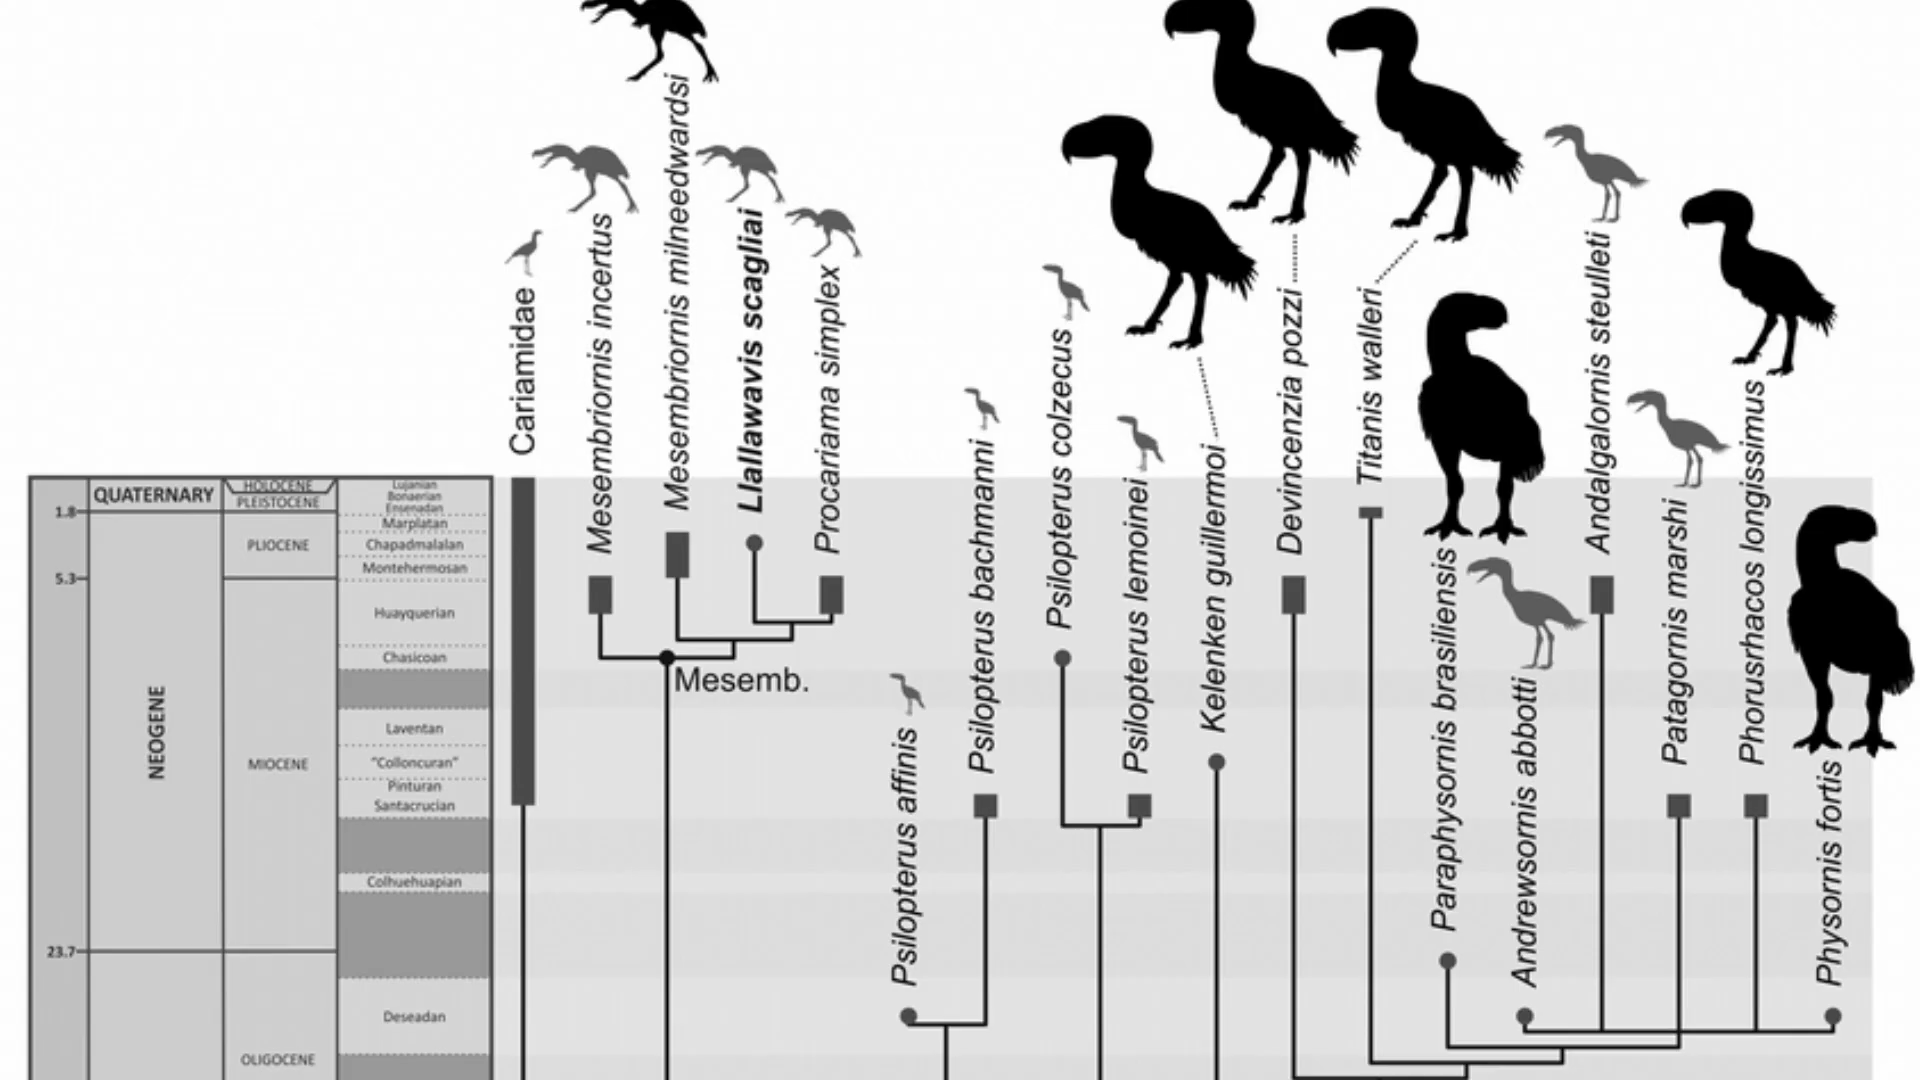 QUATERNARY
HOLOCENE
PLEISTOCENE
Lujanian
Bonaerian
Ensenadan
1.8
Marplatan
PLIOCENE
Chapadmalalan
Montehermosan
5.3
Huayquerian
Chasicoan
NEOGENE
MIOCENE
Laventan
"Colloncuran"
Pinturan
Santacrucian
Colhuehuapian
23.7
Deseadan
OLIGOCENE
Cariamidae
Mesembriornis incertus
Mesembriornis milneedwardsi
Llallawavis scagliai
Procariama simplex
Mesemb.
Psilopterus affinis
Psilopterus bachmanni
Psilopterus colzecus
Psilopterus lemoinei
Kelenken guillermoi
Devincenzia pozzi
Titanis walleri
Paraphysornis brasiliensis
Andrewsornis abbotti
Andalgalornis steulleti
Patagornis marshi
Phorusrhacos longissimus
Physornis fortis